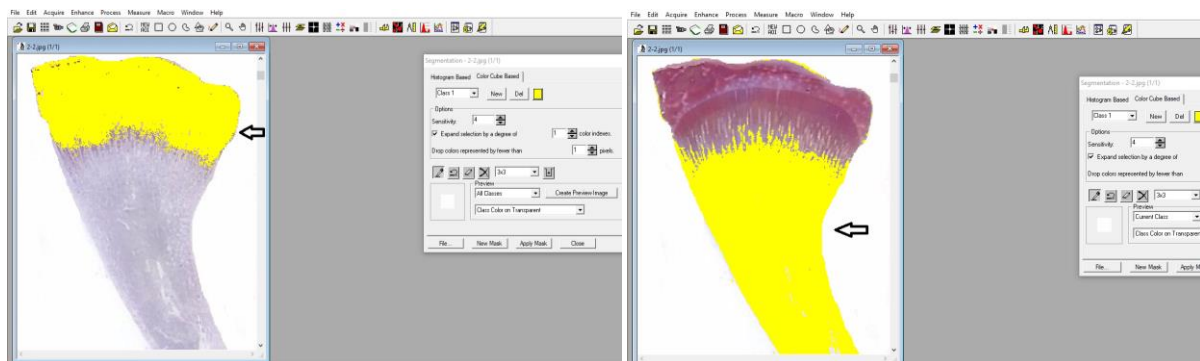 File Edit Acquire Enhance Process Measure Macro Window Help
2-2.jpg (1/1)
Segmentation - 2-2.jpg (1/1)
Histogram Based Color Cube Based
Class 1 New Del
Options
Sensitivity: 4
Expand selection by a degree of 1 color indexes.
Drop colors represented by fewer than 1 pixels.
3x3
Preview
All Classes Create Preview Image
Class Color on Transparent
File... New Mask Apply Mask Close
File Edit Acquire Enhance Process Measure Macro Window Help
2-2.jpg (1/1)
Segmentation - 2-2.jpg (1/1)
Histogram Based Color Cube Based
Class 1 New Del
Options
Sensitivity: 4
Expand selection by a degree of
Drop colors represented by fewer than
3x3
Preview
Current Class
Class Color on Transparen
File... New Mask Apply M